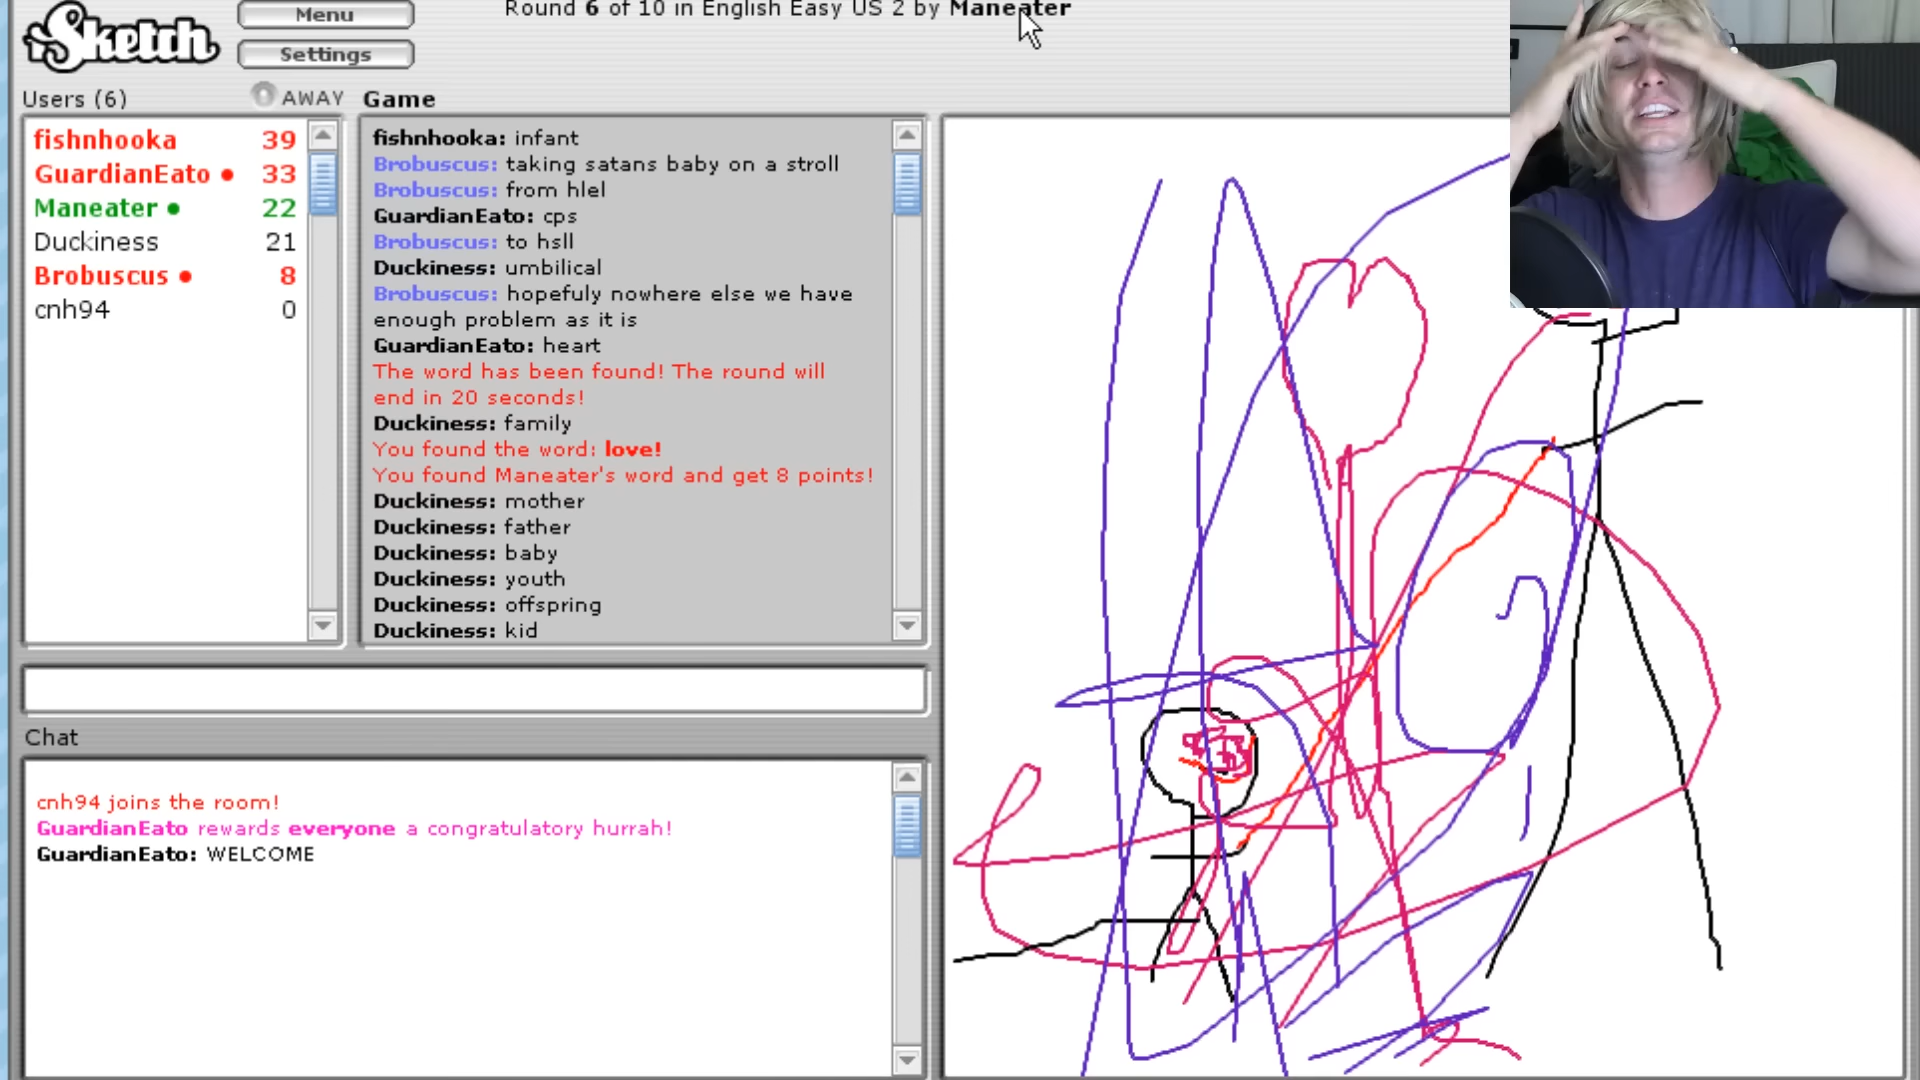 iSketch
Menu
Settings
Round 6 of 10 in English Easy US 2 by Maneater
Users (6)
AWAY
Game
fishnhooka 39
GuardianEato 33
Maneater 22
Duckiness 21
Brobuscus 8
cnh94 0
fishnhooka: infant
Brobuscus: taking satans baby on a stroll
Brobuscus: from hlel
GuardianEato: cps
Brobuscus: to hsll
Duckiness: umbilical
Brobuscus: hopefuly nowhere else we have
enough problem as it is
GuardianEato: heart
The word has been found! The round will
end in 20 seconds!
Duckiness: family
You found the word: love!
You found Maneater's word and get 8 points!
Duckiness: mother
Duckiness: father
Duckiness: baby
Duckiness: youth
Duckiness: offspring
Duckiness: kid
Chat
cnh94 joins the room!
GuardianEato rewards everyone a congratulatory hurrah!
GuardianEato: WELCOME